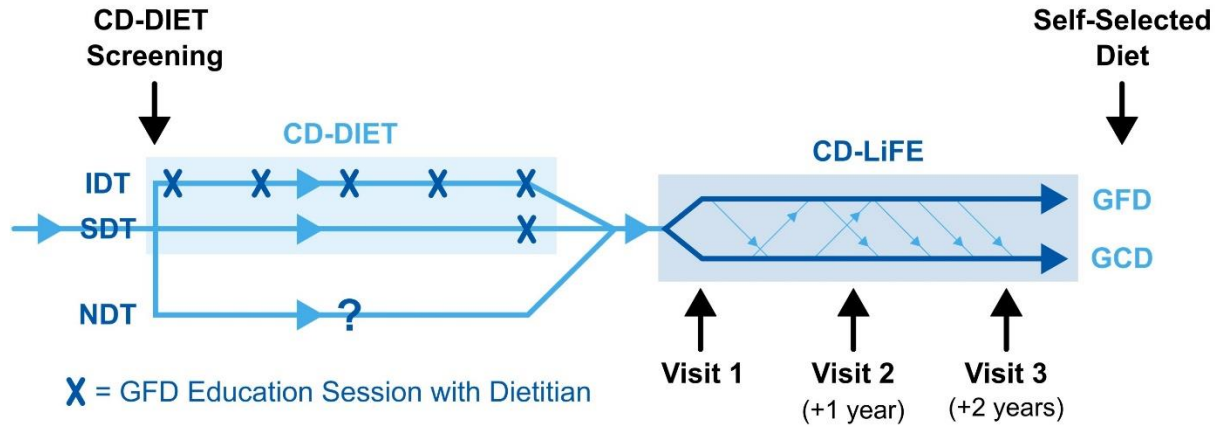 CD-DIET
Screening
Self-Selected
Diet
CD-DIET
CD-LiFE
IDT
X X X X X
GFD
SDT
X
GCD
NDT
?
Visit 1
Visit 2
(+1 year)
Visit 3
(+2 years)
X = GFD Education Session with Dietitian